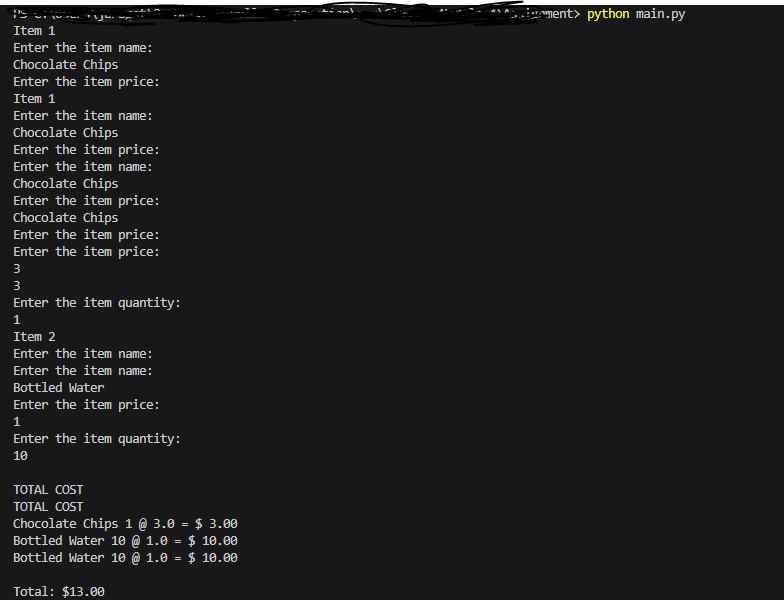 ment> python main.py
Item 1
Enter the item name:
Chocolate Chips
Enter the item price:
Item 1
Enter the item name:
Chocolate Chips
Enter the item price:
Enter the item name:
Chocolate Chips
Enter the item price:
Chocolate Chips
Enter the item price:
Enter the item price:
3
3
Enter the item quantity:
1
Item 2
Enter the item name:
Enter the item name:
Bottled Water
Enter the item price:
1
Enter the item quantity:
10
TOTAL COST
TOTAL COST
Chocolate Chips 1 @ 3.0 = $ 3.00
Bottled Water 10 @ 1.0 = $ 10.00
Bottled Water 10 @ 1.0 = $ 10.00
Total: $13.00